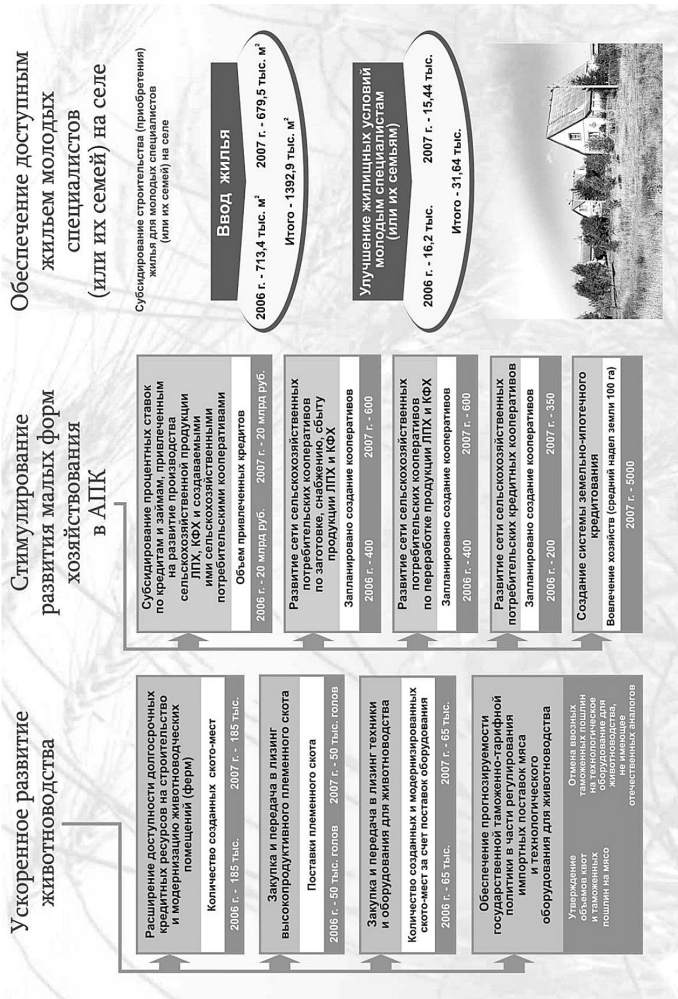 Ускоренное развитие
животноводства
Расширение доступности долгосрочных
кредитных ресурсов на строительство
и модернизацию животноводческих
помещений (ферм)
Количество созданных ското-мест
2006 г. - 185 тыс. 2007 г. - 185 тыс.
Закупка и передача в лизинг
высокопродуктивного племенного скота
Поставки племенного скота
2006 г. - 50 тыс. голов 2007 г. - 50 тыс. голов
Закупка и передача в лизинг техники
и оборудования для животноводства
Количество созданных и модернизированных
ското-мест за счет поставок оборудования
2006 г. - 65 тыс. 2007 г. - 65 тыс.
Обеспечение прогнозируемости
государственной таможенно-тарифной
политики в части регулирования
импортных поставок мяса
и технологического
оборудования для животноводства
Утверждение
объемов квот
и таможенных
пошлин на мясо
Отмена ввозных
таможенных пошлин
на технологическое
оборудование для
животноводства,
не имеющее
отечественных аналогов
Стимулирование
развития малых форм
хозяйствования
в АПК
Субсидирование процентных ставок
по кредитам и займам, привлеченным
на развитие производства
сельскохозяйственной продукции
ЛПХ, КФХ и создаваемыми
ими сельскохозяйственными
потребительскими кооперативами
Объем привлеченных кредитов
2006 г. - 20 млрд руб. 2007 г. - 20 млрд руб.
Развитие сети сельскохозяйственных
потребительских кооперативов
по заготовке, снабжению, сбыту
продукции ЛПХ и КФХ
Запланировано создание кооперативов
2006 г. - 400 2007 г. - 600
Развитие сети сельскохозяйственных
потребительских кооперативов
по переработке продукции ЛПХ и КФХ
Запланировано создание кооперативов
2006 г. - 400 2007 г. - 600
Развитие сети сельскохозяйственных
потребительских кредитных кооперативов
Запланировано создание кооперативов
2006 г. - 200 2007 г. - 350
Создание системы земельно-ипотечного
кредитования
Вовлечение хозяйств (средний надел земли 100 га)
2007 г. - 5000
Обеспечение доступным
жильем молодых
специалистов
(или их семей) на селе
Субсидирование строительства (приобретения)
жилья для молодых специалистов
(или их семей) на селе
Ввод жилья
2006 г. - 713,4 тыс. м² 2007 г. - 679,5 тыс. м²
Итого - 1392,9 тыс. м²
Улучшение жилищных условий
молодым специалистам
(или их семьям)
2006 г. - 16,2 тыс. 2007 г. - 15,44 тыс.
Итого - 31,64 тыс.